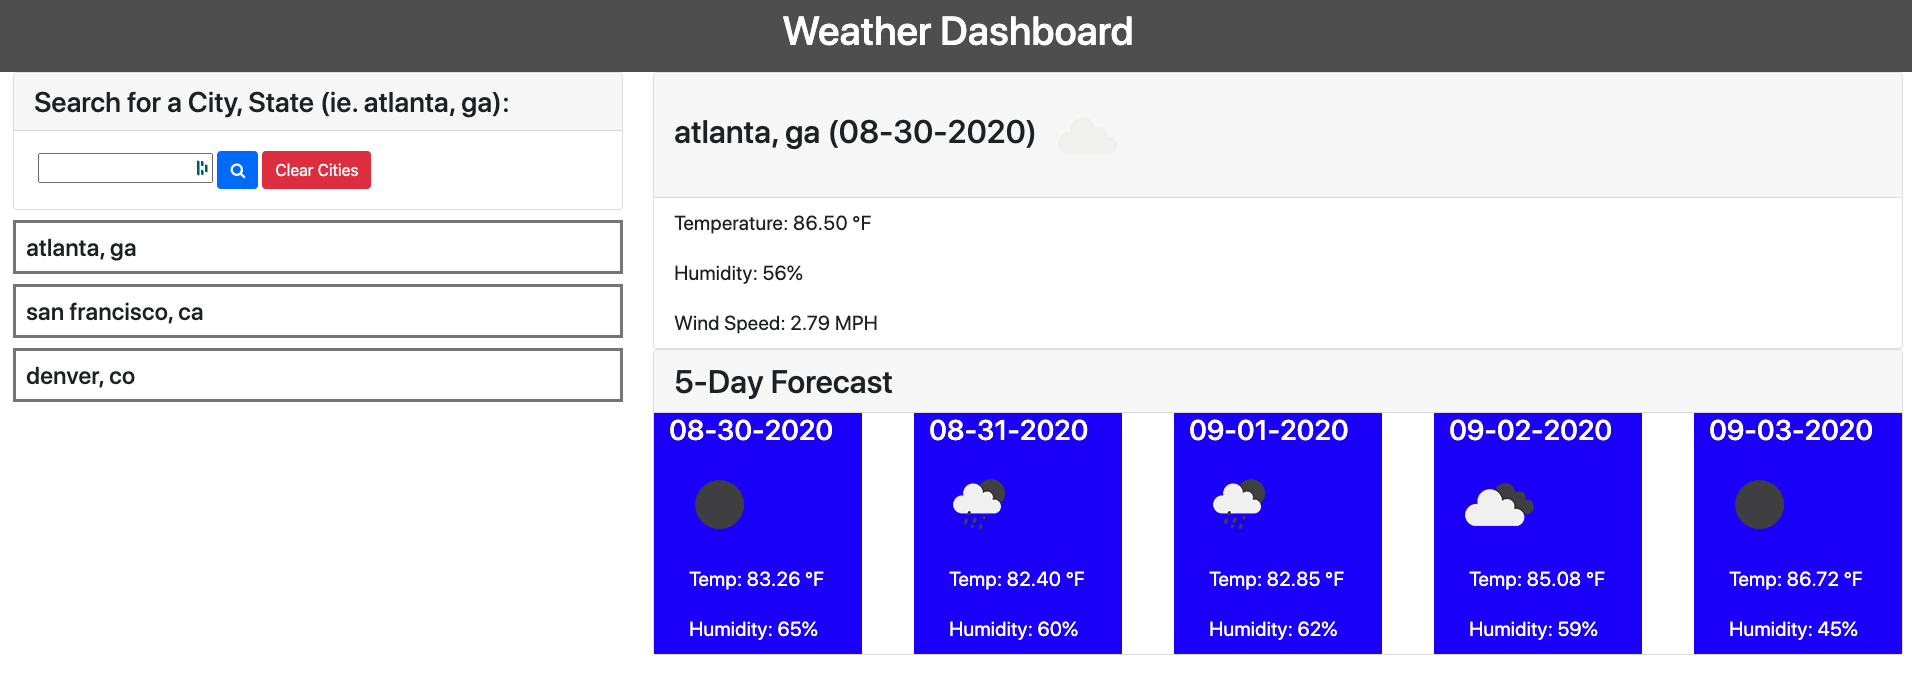 Weather Dashboard
Search for a City, State (ie. atlanta, ga):
Clear Cities
atlanta, ga
san francisco, ca
denver, co
atlanta, ga (08-30-2020)
Temperature: 86.50 °F
Humidity: 56%
Wind Speed: 2.79 MPH
5-Day Forecast
08-30-2020
Temp: 83.26 °F
Humidity: 65%
08-31-2020
Temp: 82.40 °F
Humidity: 60%
09-01-2020
Temp: 82.85 °F
Humidity: 62%
09-02-2020
Temp: 85.08 °F
Humidity: 59%
09-03-2020
Temp: 86.72 °F
Humidity: 45%